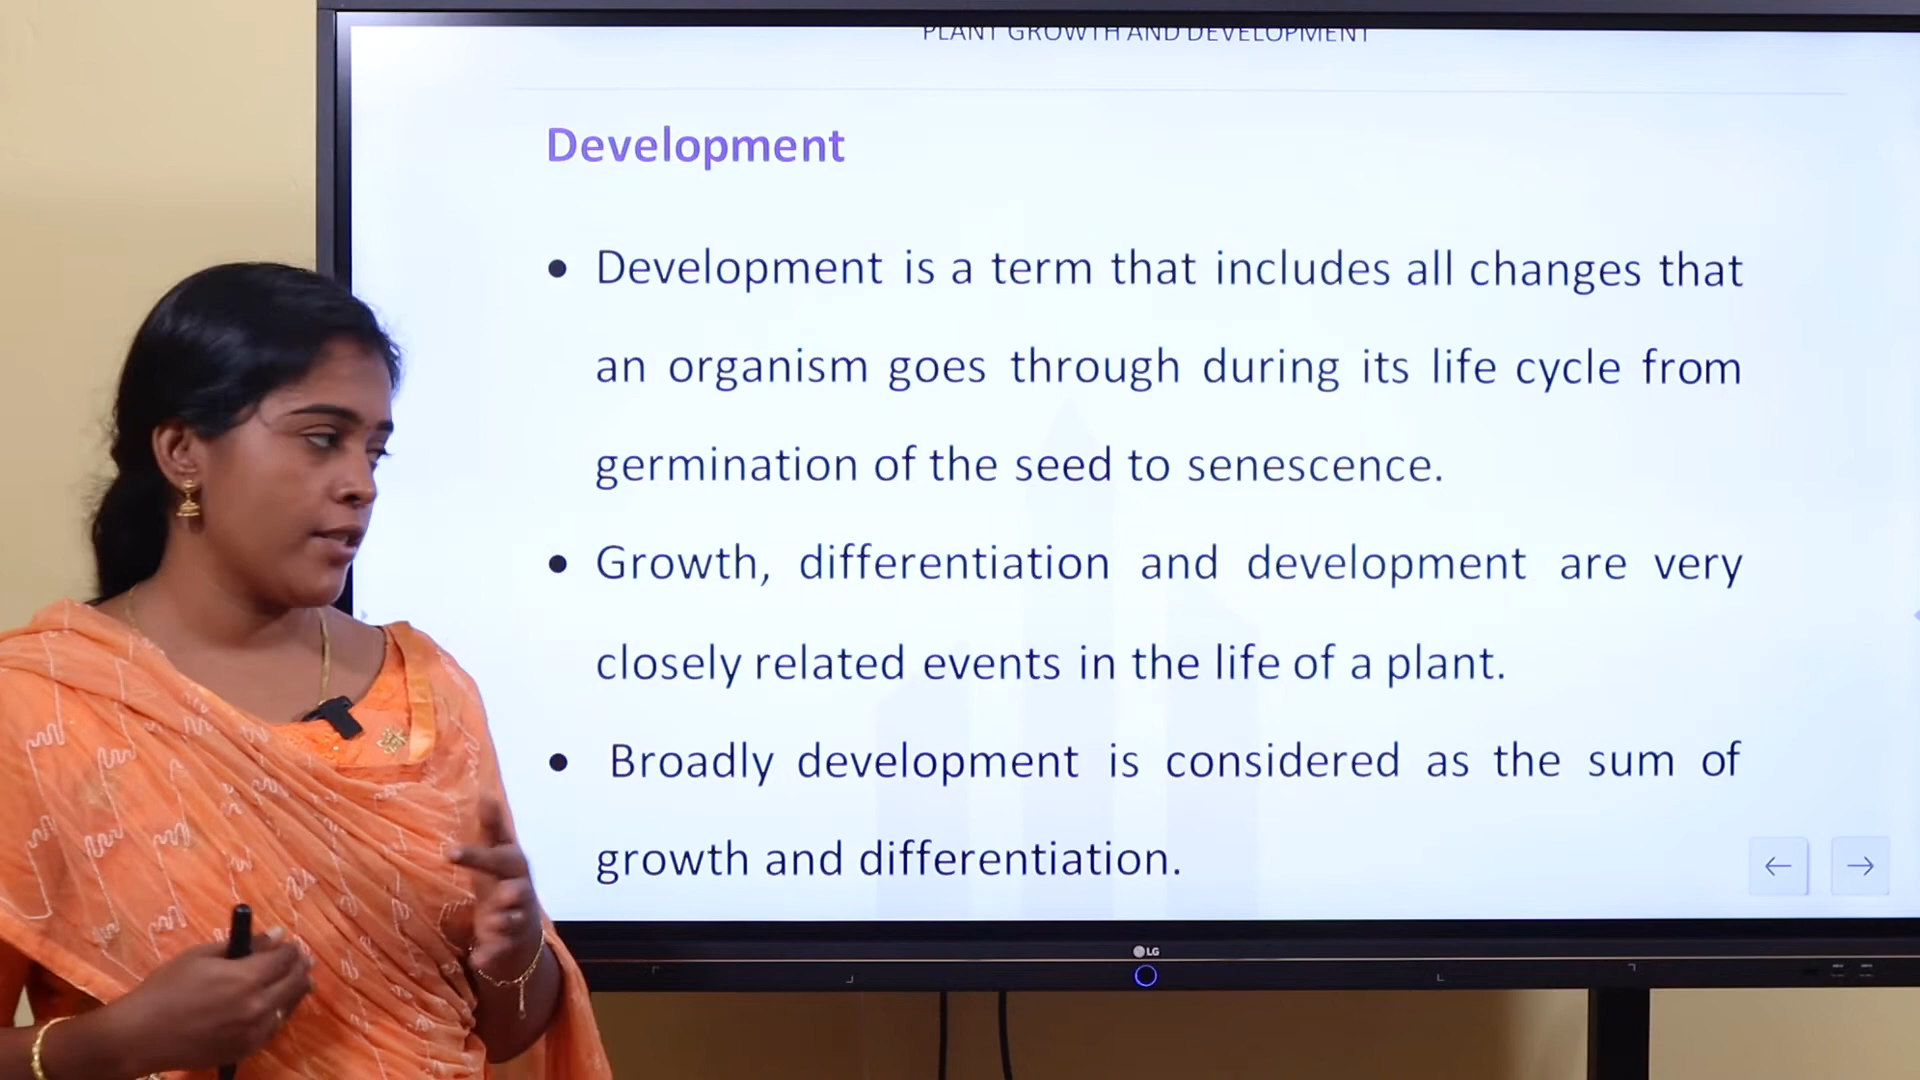 PLANT GROWTH AND DEVELOPMENT
Development
• Development is a term that includes all changes that
an organism goes through during its life cycle from
germination of the seed to senescence.
• Growth, differentiation and development are very
closely related events in the life of a plant.
• Broadly development is considered as the sum of
growth and differentiation.
LG